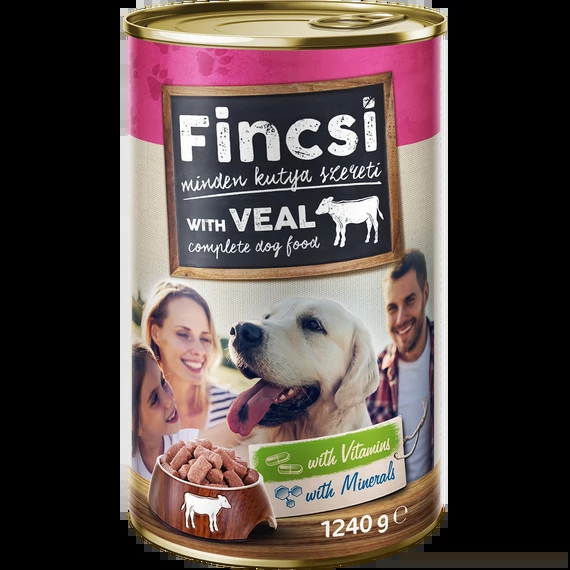 Fincsi
minden kutya szereti
WITH VEAL
complete dog food
with Vitamins
with Minerals
1240 g ℮